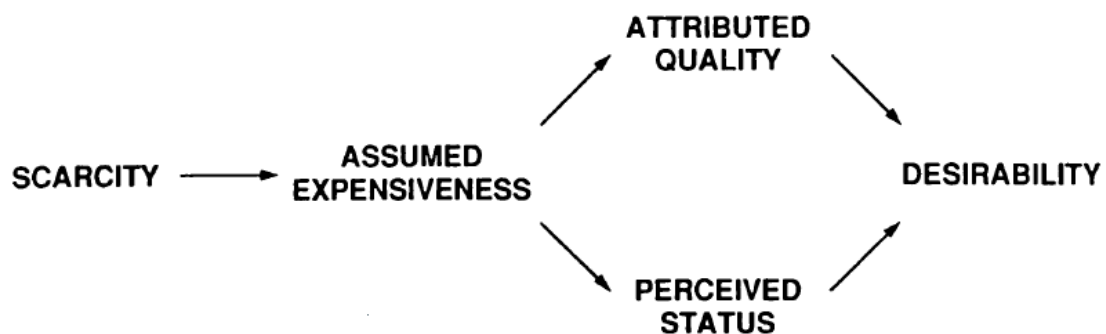 ATTRIBUTED
QUALITY
SCARCITY
ASSUMED
EXPENSIVENESS
DESIRABILITY
PERCEIVED
STATUS